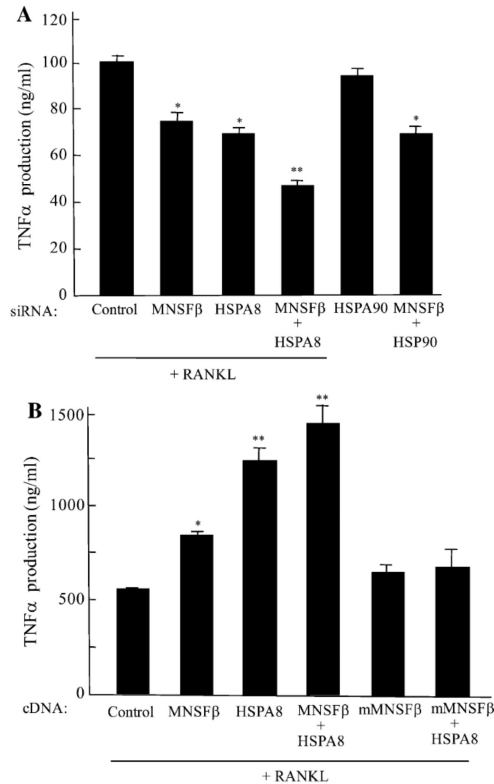 A
120
100
80
60
40
20
0
TNFα production (ng/ml)
*
*
**
*
siRNA: Control MNSFβ HSPA8 MNSFβ + HSPA8 HSPA90 MNSFβ + HSP90
+ RANKL
B
1500
1000
500
0
TNFα production (ng/ml)
*
**
**
cDNA: Control MNSFβ HSPA8 MNSFβ + HSPA8 mMNSFβ mMNSFβ + HSPA8
+ RANKL